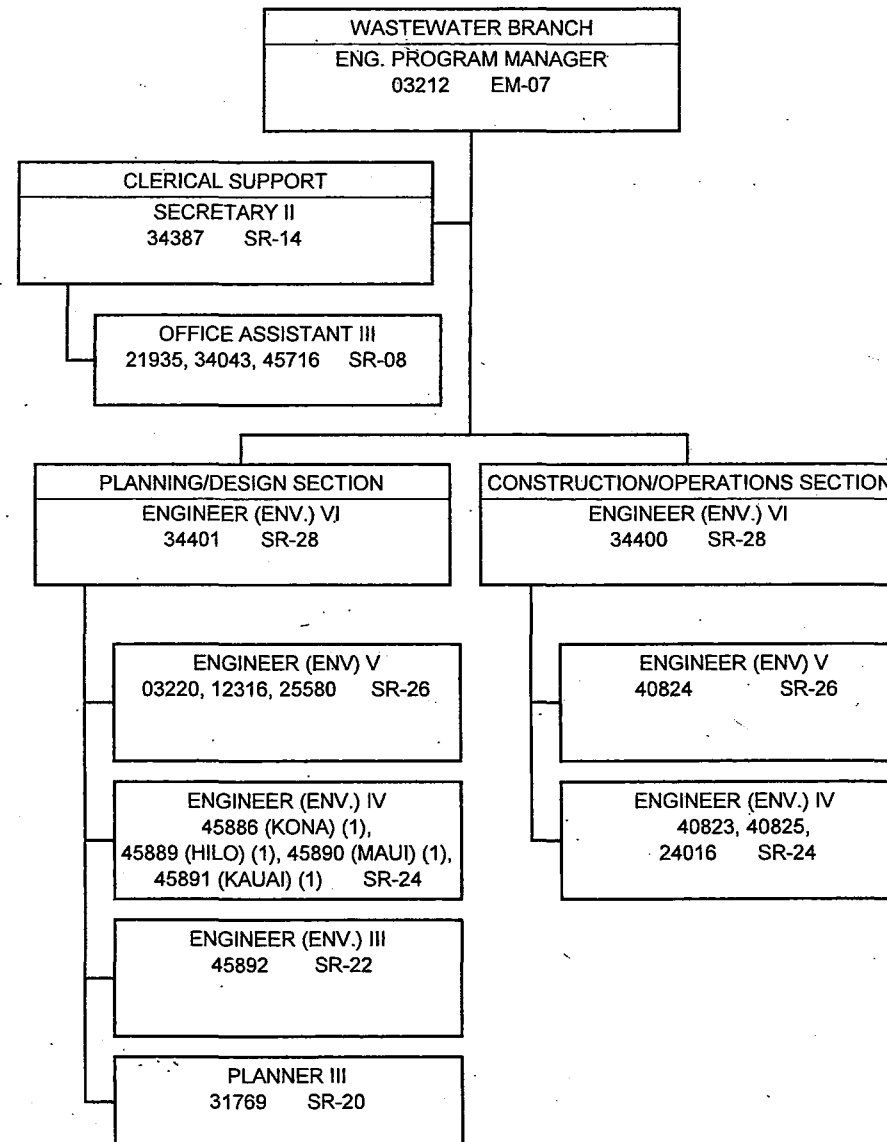 WASTEWATER BRANCH
ENG. PROGRAM MANAGER
03212 EM-07
CLERICAL SUPPORT
SECRETARY II
34387 SR-14
OFFICE ASSISTANT III
21935, 34043, 45716 SR-08
PLANNING/DESIGN SECTION
ENGINEER (ENV.) VI
34401 SR-28
ENGINEER (ENV) V
03220, 12316, 25580 SR-26
ENGINEER (ENV.) IV
45886 (KONA) (1),
45889 (HILO) (1), 45890 (MAUI) (1),
45891 (KAUAI) (1) SR-24
ENGINEER (ENV.) III
45892 SR-22
PLANNER III
31769 SR-20
CONSTRUCTION/OPERATIONS SECTION
ENGINEER (ENV.) VI
34400 SR-28
ENGINEER (ENV) V
40824 SR-26
ENGINEER (ENV.) IV
40823, 40825,
24016 SR-24